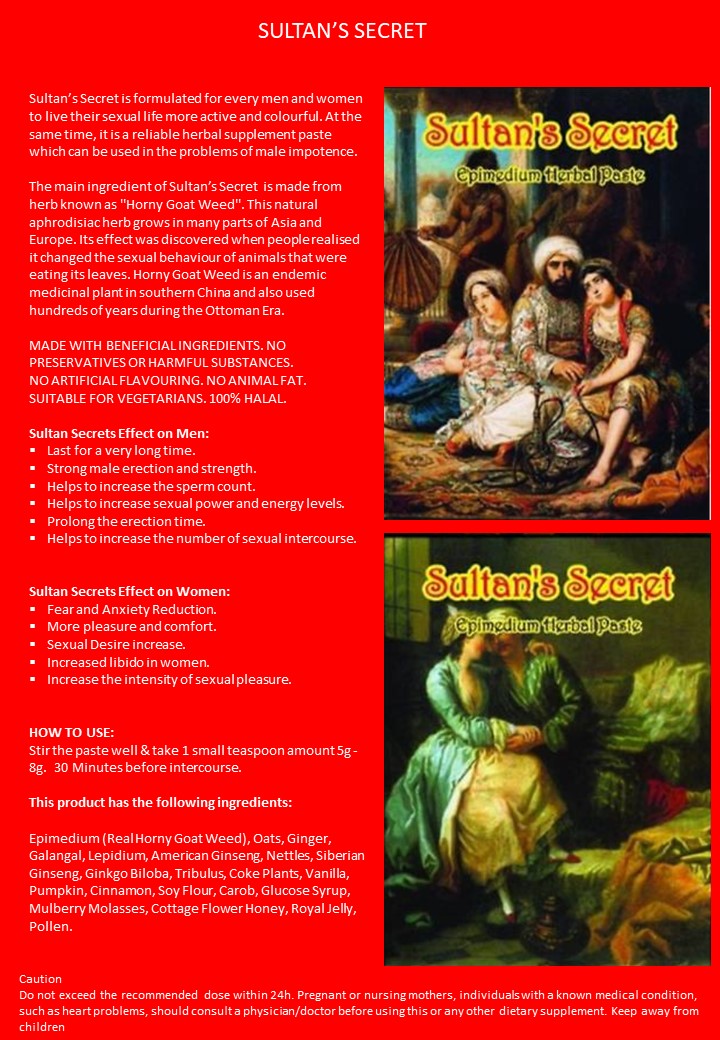 SULTAN’S SECRET
Sultan’s Secret is formulated for every men and women
to live their sexual life more active and colourful. At the
same time, it is a reliable herbal supplement paste
which can be used in the problems of male impotence.
The main ingredient of Sultan’s Secret is made from
herb known as "Horny Goat Weed". This natural
aphrodisiac herb grows in many parts of Asia and
Europe. Its effect was discovered when people realised
it changed the sexual behaviour of animals that were
eating its leaves. Horny Goat Weed is an endemic
medicinal plant in southern China and also used
hundreds of years during the Ottoman Era.
MADE WITH BENEFICIAL INGREDIENTS. NO
PRESERVATIVES OR HARMFUL SUBSTANCES.
NO ARTIFICIAL FLAVOURING. NO ANIMAL FAT.
SUITABLE FOR VEGETARIANS. 100% HALAL.
Sultan Secrets Effect on Men:
▪ Last for a very long time.
▪ Strong male erection and strength.
▪ Helps to increase the sperm count.
▪ Helps to increase sexual power and energy levels.
▪ Prolong the erection time.
▪ Helps to increase the number of sexual intercourse.
Sultan Secrets Effect on Women:
▪ Fear and Anxiety Reduction.
▪ More pleasure and comfort.
▪ Sexual Desire increase.
▪ Increased libido in women.
▪ Increase the intensity of sexual pleasure.
HOW TO USE:
Stir the paste well & take 1 small teaspoon amount 5g -
8g. 30 Minutes before intercourse.
This product has the following ingredients:
Epimedium (Real Horny Goat Weed), Oats, Ginger,
Galangal, Lepidium, American Ginseng, Nettles, Siberian
Ginseng, Ginkgo Biloba, Tribulus, Coke Plants, Vanilla,
Pumpkin, Cinnamon, Soy Flour, Carob, Glucose Syrup,
Mulberry Molasses, Cottage Flower Honey, Royal Jelly,
Pollen.
Sultan's Secret
Epimedium Herbal Paste
Sultan's Secret
Epimedium Herbal Paste
Caution
Do not exceed the recommended dose within 24h. Pregnant or nursing mothers, individuals with a known medical condition,
such as heart problems, should consult a physician/doctor before using this or any other dietary supplement. Keep away from
children